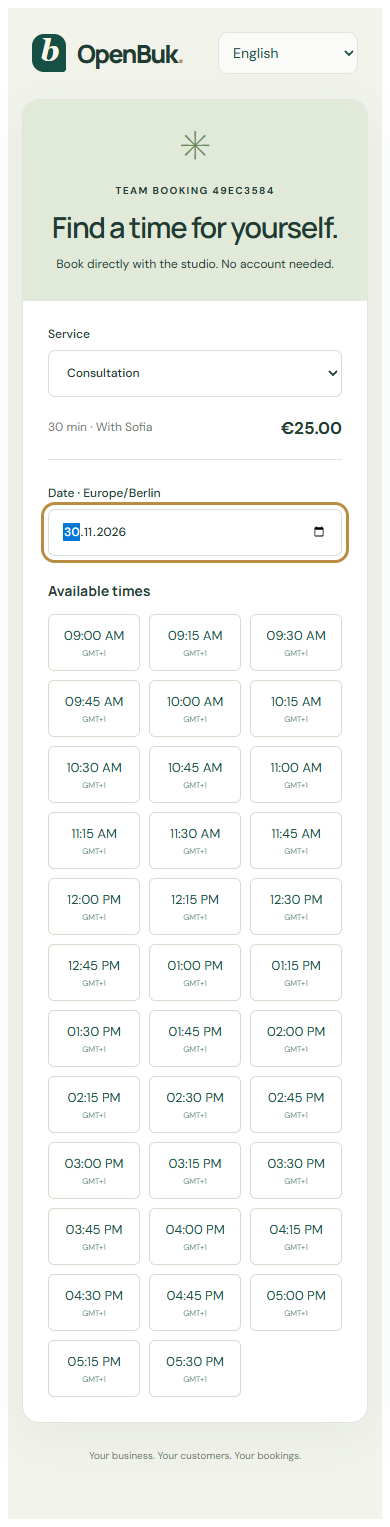 b OpenBuk.
English
TEAM BOOKING 49EC3584
Find a time for yourself.
Book directly with the studio. No account needed.
Service
Consultation
30 min · With Sofia €25.00
Date · Europe/Berlin
30.11.2026
Available times
09:00 AM 09:15 AM 09:30 AM
GMT+1 GMT+1 GMT+1
09:45 AM 10:00 AM 10:15 AM
GMT+1 GMT+1 GMT+1
10:30 AM 10:45 AM 11:00 AM
GMT+1 GMT+1 GMT+1
11:15 AM 11:30 AM 11:45 AM
GMT+1 GMT+1 GMT+1
12:00 PM 12:15 PM 12:30 PM
GMT+1 GMT+1 GMT+1
12:45 PM 01:00 PM 01:15 PM
GMT+1 GMT+1 GMT+1
01:30 PM 01:45 PM 02:00 PM
GMT+1 GMT+1 GMT+1
02:15 PM 02:30 PM 02:45 PM
GMT+1 GMT+1 GMT+1
03:00 PM 03:15 PM 03:30 PM
GMT+1 GMT+1 GMT+1
03:45 PM 04:00 PM 04:15 PM
GMT+1 GMT+1 GMT+1
04:30 PM 04:45 PM 05:00 PM
GMT+1 GMT+1 GMT+1
05:15 PM 05:30 PM
GMT+1 GMT+1
Your business. Your customers. Your bookings.